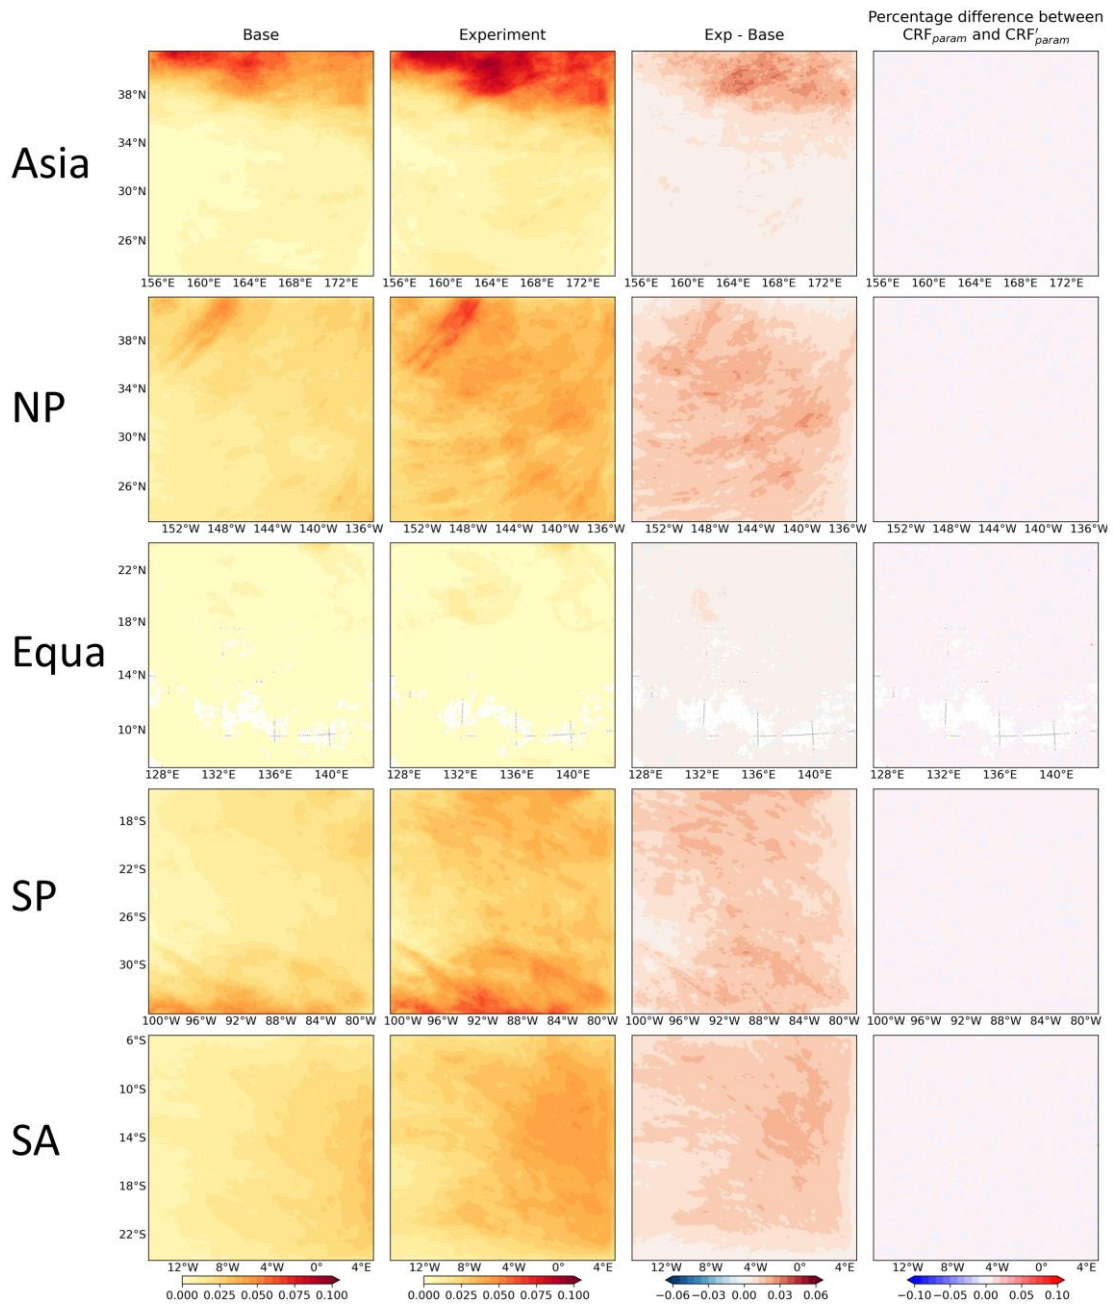 Base Experiment Exp - Base Percentage difference between
CRFparam and CRF′param
Asia
38°N
34°N
30°N
26°N
156°E 160°E 164°E 168°E 172°E 156°E 160°E 164°E 168°E 172°E 156°E 160°E 164°E 168°E 172°E 156°E 160°E 164°E 168°E 172°E
NP
38°N
34°N
30°N
26°N
152°W 148°W 144°W 140°W 136°W 152°W 148°W 144°W 140°W 136°W 152°W 148°W 144°W 140°W 136°W 152°W 148°W 144°W 140°W 136°W
Equa
22°N
18°N
14°N
10°N
128°E 132°E 136°E 140°E 128°E 132°E 136°E 140°E 128°E 132°E 136°E 140°E 128°E 132°E 136°E 140°E
SP
18°S
22°S
26°S
30°S
100°W 96°W 92°W 88°W 84°W 80°W 100°W 96°W 92°W 88°W 84°W 80°W 100°W 96°W 92°W 88°W 84°W 80°W 100°W 96°W 92°W 88°W 84°W 80°W
SA
6°S
10°S
14°S
18°S
22°S
12°W 8°W 4°W 0° 4°E 12°W 8°W 4°W 0° 4°E 12°W 8°W 4°W 0° 4°E 12°W 8°W 4°W 0° 4°E
0.000 0.025 0.050 0.075 0.100 0.000 0.025 0.050 0.075 0.100 −0.06 −0.03 0.00 0.03 0.06 −0.10 −0.05 0.00 0.05 0.10